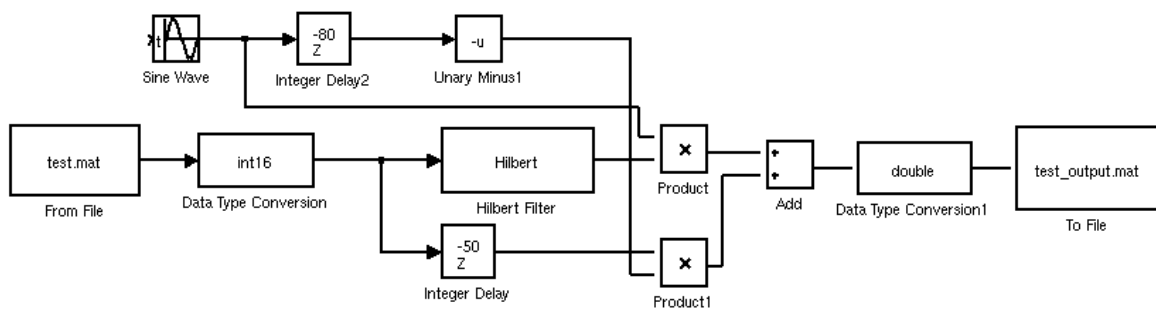 t
-80
Z
-u
Sine Wave
Integer Delay2
Unary Minus1
test.mat
int16
Hilbert
×
+
+
double
test_output.mat
From File
Data Type Conversion
Hilbert Filter
Product
Add
Data Type Conversion1
To File
-50
Z
×
Integer Delay
Product1